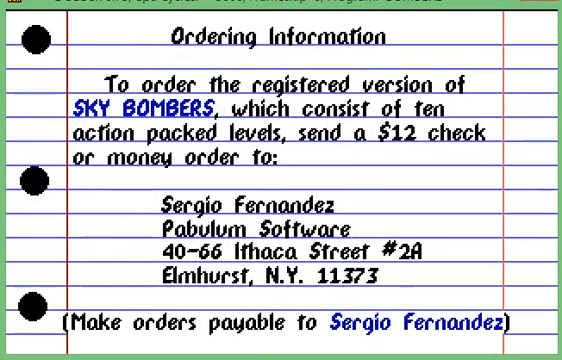 Ordering Information
To order the registered version of
SKY BOMBERS, which consist of ten
action packed levels, send a $12 check
or money order to:
Sergio Fernandez
Pabulum Software
40-66 Ithaca Street #2A
Elmhurst, N.Y. 11373
(Make orders payable to Sergio Fernandez)